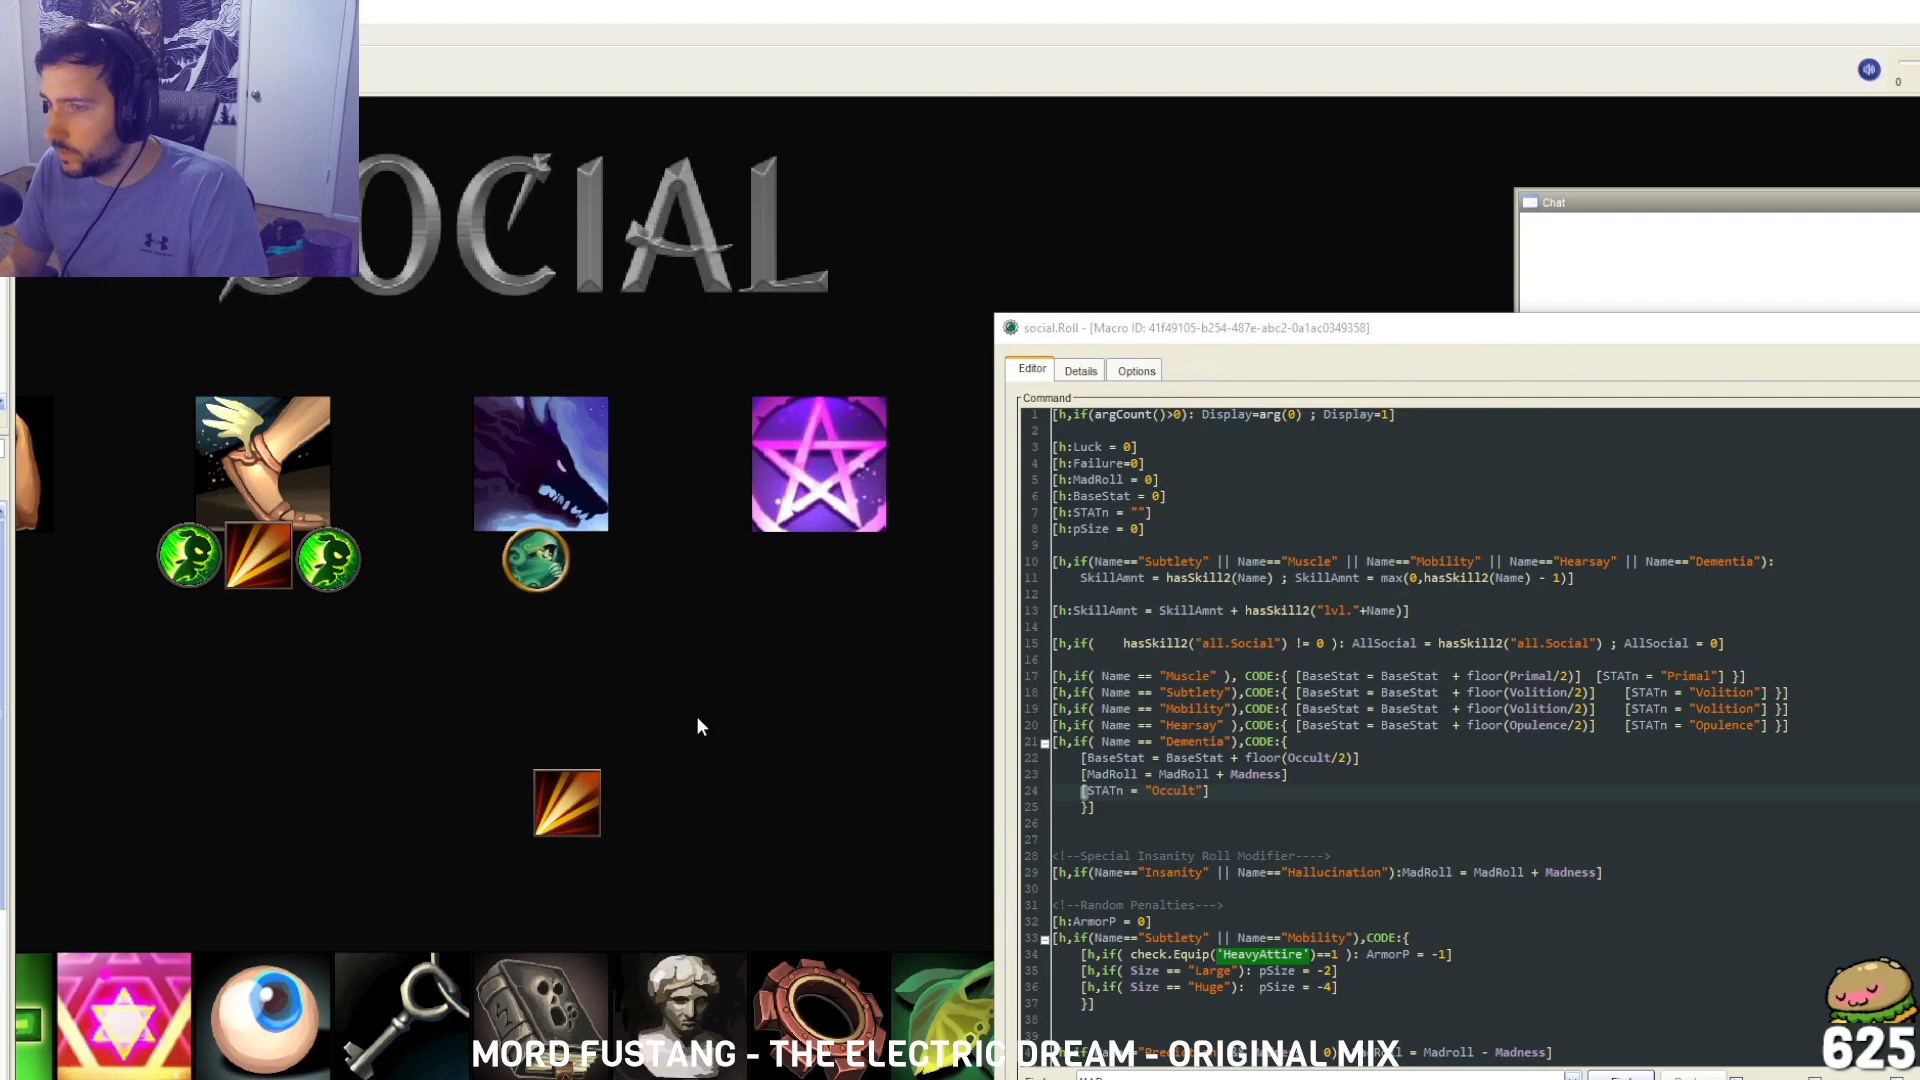 SOCIAL
0
Chat
social.Roll - [Macro ID: 41f49105-b254-487e-abc2-0a1ac0349358]
Editor Details Options
Command
1 [h,if(argCount()>0): Display=arg(0) ; Display=1]
2
3 [h:Luck = 0]
4 [h:Failure=0]
5 [h:MadRoll = 0]
6 [h:BaseStat = 0]
7 [h:STATn = ""]
8 [h:pSize = 0]
9
10 [h,if(Name=="Subtlety" || Name=="Muscle" || Name=="Mobility" || Name=="Hearsay" || Name=="Dementia"):
11 SkillAmnt = hasSkill2(Name) ; SkillAmnt = max(0,hasSkill2(Name) - 1)]
12
13 [h:SkillAmnt = SkillAmnt + hasSkill2("lvl."+Name)]
14
15 [h,if( hasSkill2("all.Social") != 0 ): AllSocial = hasSkill2("all.Social") ; AllSocial = 0]
16
17 [h,if( Name == "Muscle" ), CODE:{ [BaseStat = BaseStat + floor(Primal/2)] [STATn = "Primal"] }]
18 [h,if( Name == "Subtlety"),CODE:{ [BaseStat = BaseStat + floor(Volition/2)] [STATn = "Volition"] }]
19 [h,if( Name == "Mobility"),CODE:{ [BaseStat = BaseStat + floor(Volition/2)] [STATn = "Volition"] }]
20 [h,if( Name == "Hearsay" ),CODE:{ [BaseStat = BaseStat + floor(Opulence/2)] [STATn = "Opulence"] }]
21 [h,if( Name == "Dementia"),CODE:{
22 [BaseStat = BaseStat + floor(Occult/2)]
23 [MadRoll = MadRoll + Madness]
24 [STATn = "Occult"]
25 }]
26
27
28 <!--Special Insanity Roll Modifier---->
29 [h,if(Name=="Insanity" || Name=="Hallucination"):MadRoll = MadRoll + Madness]
30
31 <!--Random Penalties--->
32 [h:ArmorP = 0]
33 [h,if(Name=="Subtlety" || Name=="Mobility"),CODE:{
34 [h,if( check.Equip('HeavyAttire')==1 ): ArmorP = -1]
35 [h,if( Size == "Large"): pSize = -2]
36 [h,if( Size == "Huge"): pSize = -4]
37 }]
38
39
= Madroll - Madness]
MORD FUSTANG - THE ELECTRIC DREAM - ORIGINAL MIX
625